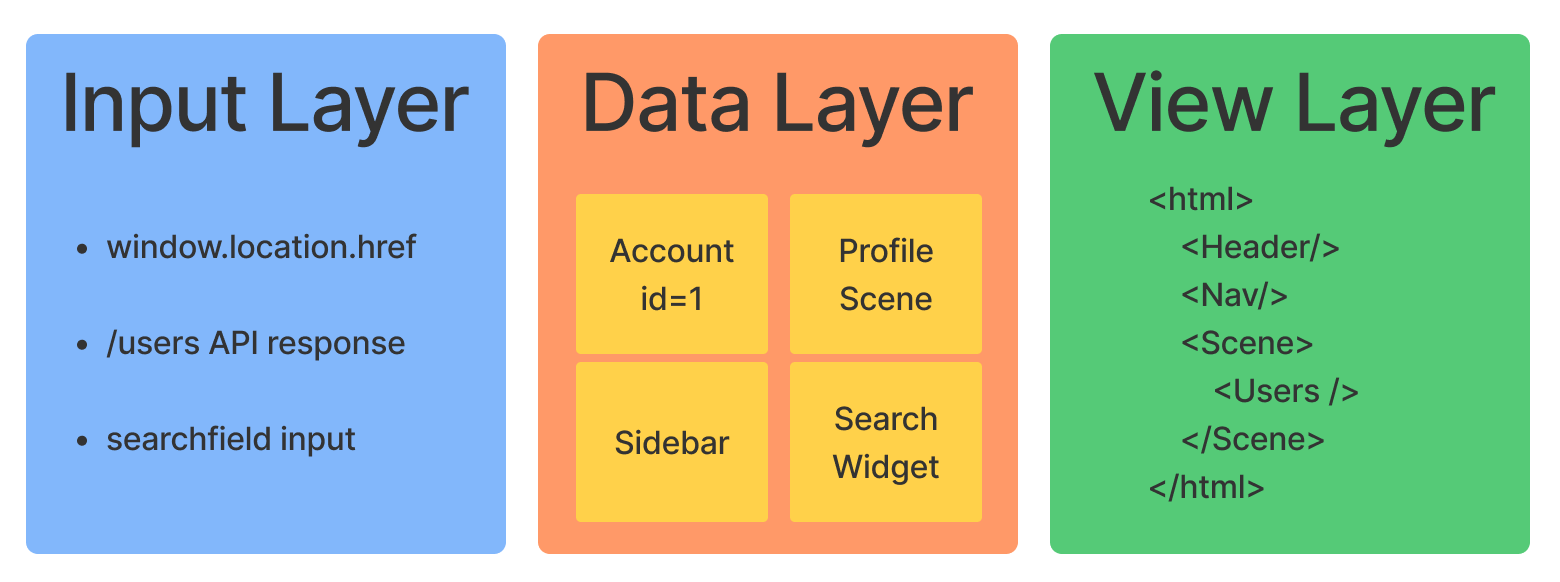 Input Layer
• window.location.href
• /users API response
• searchfield input
Data Layer
Account
id=1
Profile
Scene
Sidebar
Search
Widget
View Layer
<html>
<Header/>
<Nav/>
<Scene>
<Users />
</Scene>
</html>